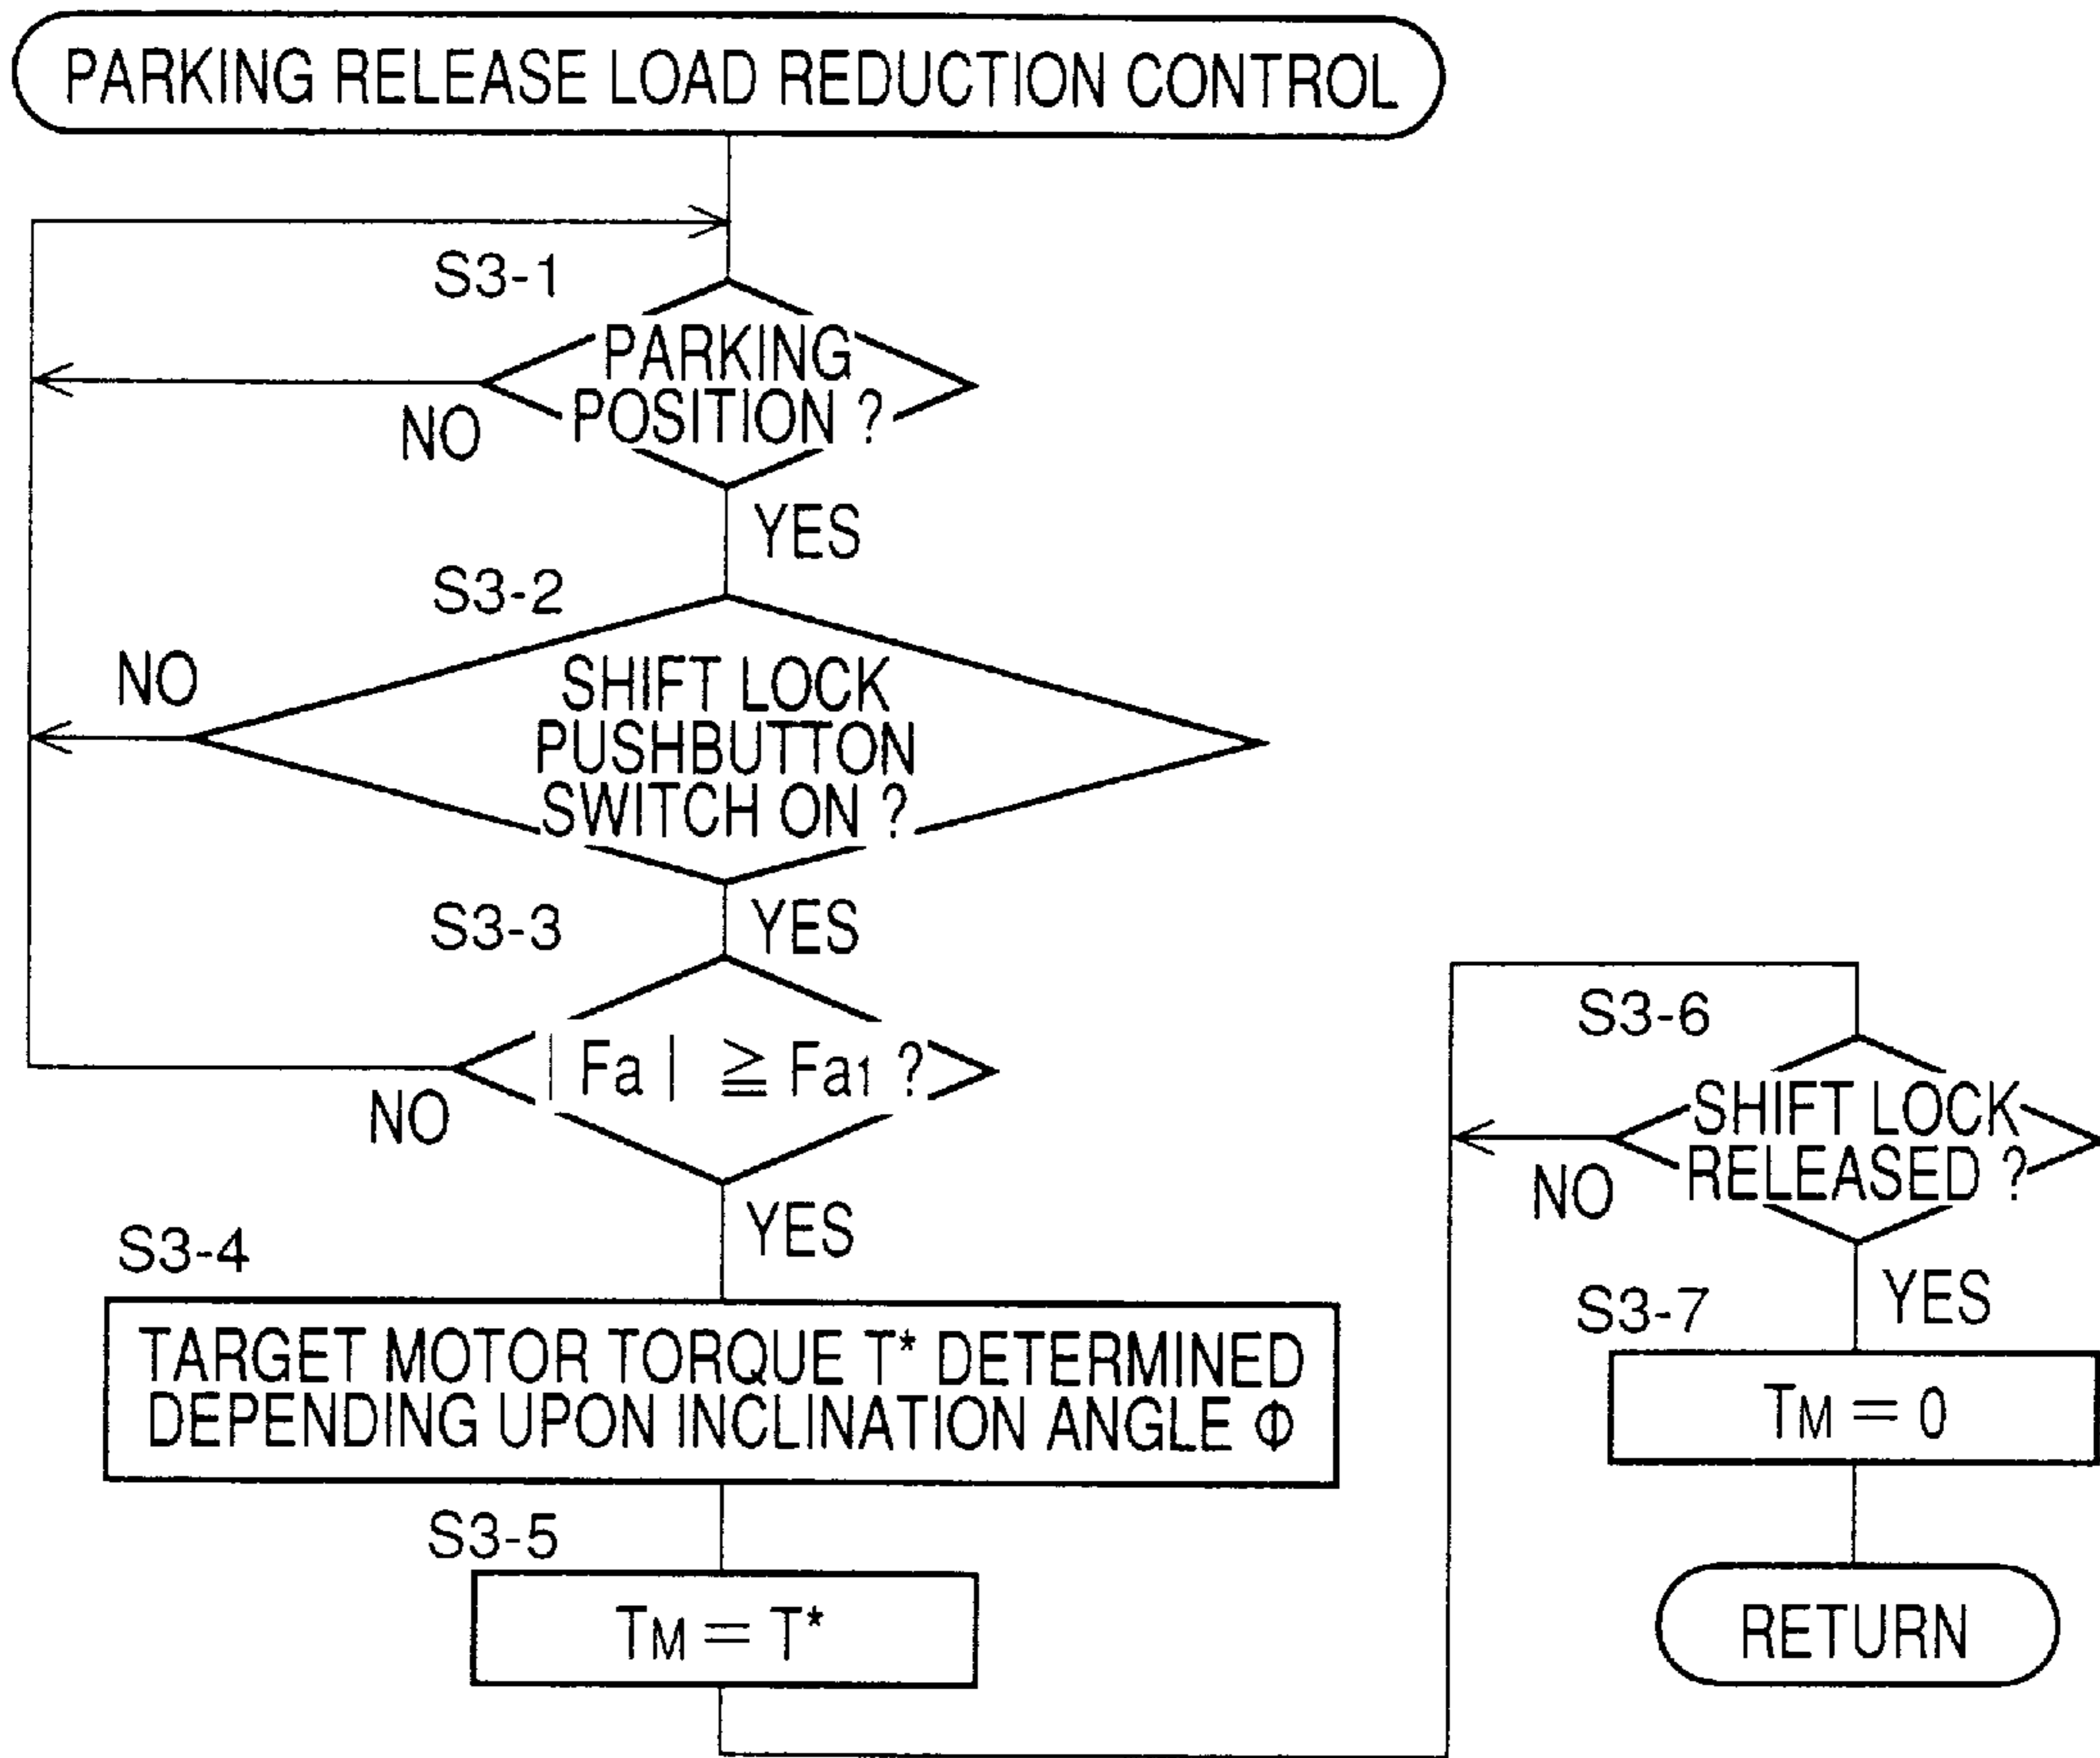 PARKING RELEASE LOAD REDUCTION CONTROL
S3-1
PARKING
POSITION ?
NO
YES
S3-2
NO
SHIFT LOCK
PUSHBUTTON
SWITCH ON ?
S3-3
YES
| Fa | ≧ Fa1 ?
NO
YES
S3-4
TARGET MOTOR TORQUE T* DETERMINED
DEPENDING UPON INCLINATION ANGLE Φ
S3-5
TM = T*
S3-6
SHIFT LOCK
RELEASED ?
NO
YES
S3-7
TM = 0
RETURN